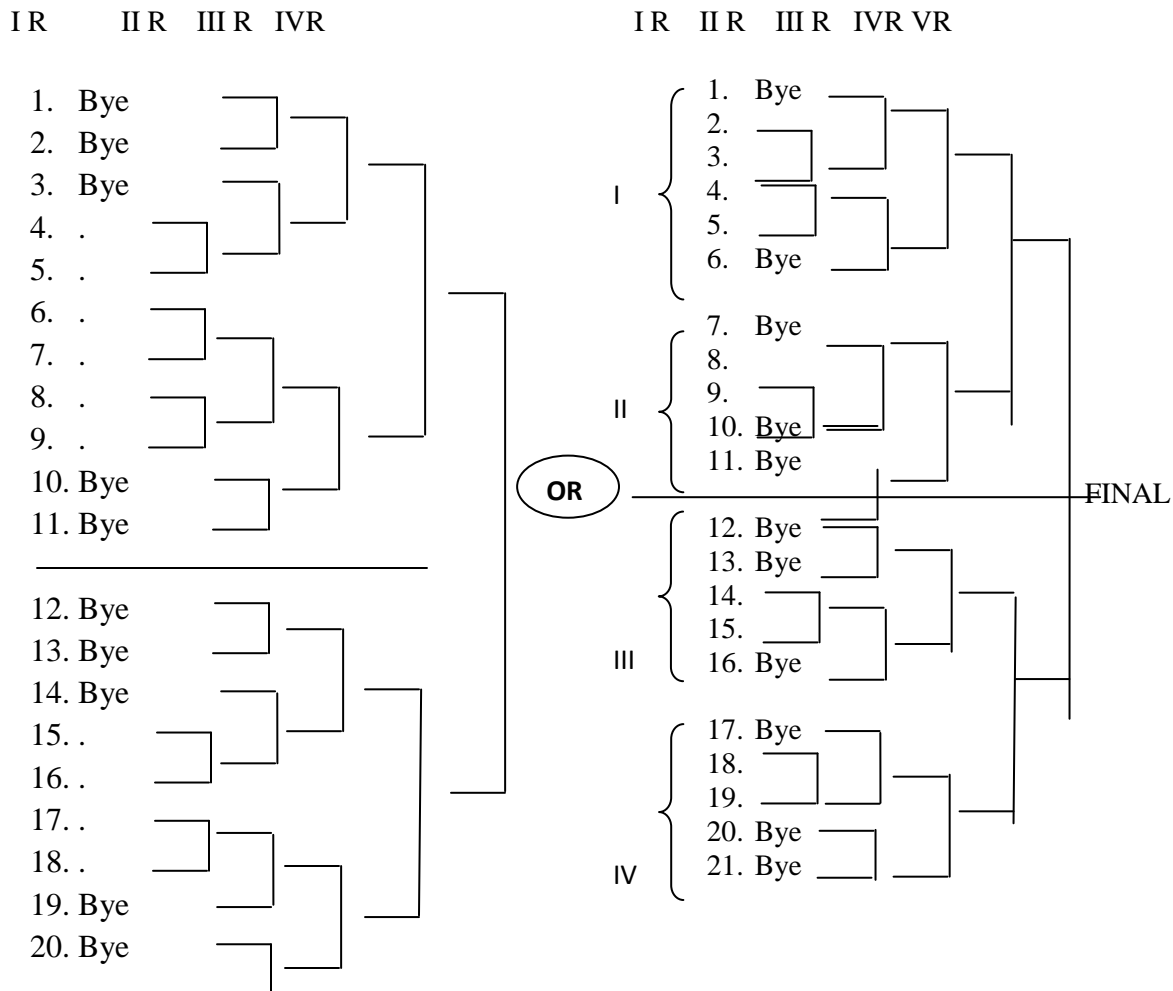 I R II R III R IVR
1. Bye
2. Bye
3. Bye
4. .
5. .
6. .
7. .
8. .
9. .
10. Bye
11. Bye
12. Bye
13. Bye
14. Bye
15. .
16. .
17. .
18. .
19. Bye
20. Bye
OR
I R II R III R IVR VR
I
1. Bye
2.
3.
4.
5.
6. Bye
II
7. Bye
8.
9.
10. Bye
11. Bye
FINAL
III
12. Bye
13. Bye
14.
15.
16. Bye
IV
17. Bye
18.
19.
20. Bye
21. Bye